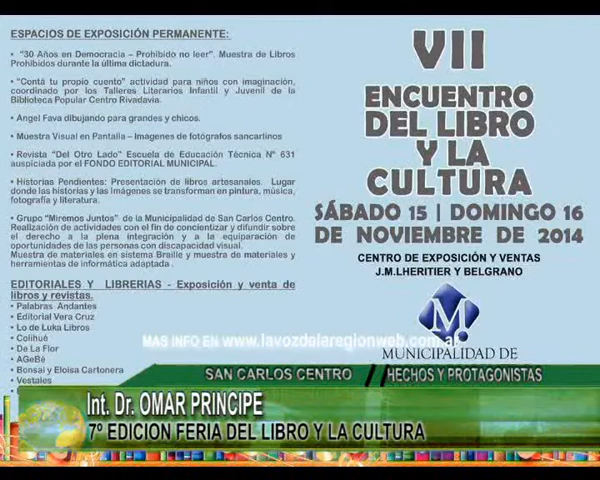 ESPACIOS DE EXPOSICIÓN PERMANENTE:
• "30 Años en Democracia – Prohibido no leer". Muestra de Libros
Prohibidos durante la última dictadura.
• "Contá tu propio cuento" actividad para niños con imaginación,
coordinado por los Talleres Literarios Infantil y Juvenil de la
Biblioteca Popular Centro Rivadavia.
• Angel Fava dibujando para grandes y chicos.
• Muestra Visual en Pantalla – Imagenes de fotógrafos sancarlinos
• Revista "Del Otro Lado" Escuela de Educación Técnica Nº 631
auspiciada por el FONDO EDITORIAL MUNICIPAL.
• Historias Pendientes: Presentación de libros artesanales. Lugar
donde las historias y las imágenes se transforman en pintura, música,
fotografía y literatura.
• Grupo "Miremos Juntos" de la Municipalidad de San Carlos Centro.
Realización de actividades con el fin de concientizar y difundir sobre
el derecho a la plena integración y a la equiparación de
oportunidades de las personas con discapacidad visual.
Muestra de materiales en sistema Braille y muestra de materiales y
herramientas de informática adaptada .
EDITORIALES Y LIBRERIAS - Exposición y venta de
libros y revistas.
• Palabras Andantes
• Editorial Vera Cruz
• Lo de Luka Libros
• Colihué
• De La Flor
• AGeBé
• Bonsai y Eloísa Cartonera
• Vestales
VII
ENCUENTRO
DEL LIBRO
Y LA
CULTURA
SÁBADO 15 | DOMINGO 16
DE NOVIEMBRE DE 2014
CENTRO DE EXPOSICIÓN Y VENTAS
J.M.LHERITIER Y BELGRANO
M
MUNICIPALIDAD DE
MAS INFO EN www.lavozdelaregionweb.com.ar
SAN CARLOS CENTRO // HECHOS Y PROTAGONISTAS
Int. Dr. OMAR PRINCIPE
7º EDICION FERIA DEL LIBRO Y LA CULTURA